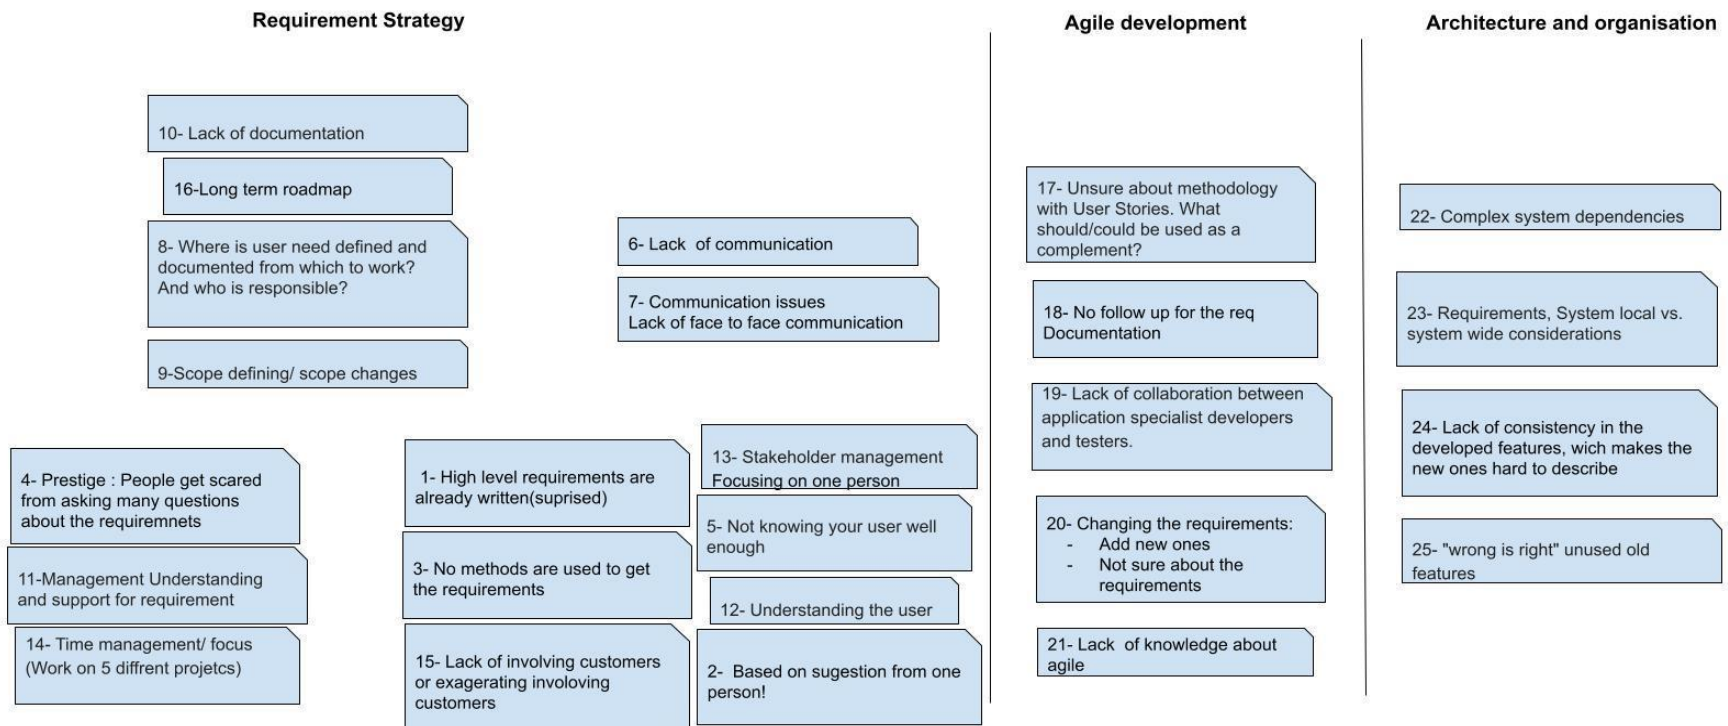 Requirement Strategy
Agile development
Architecture and organisation
10- Lack of documentation
16-Long term roadmap
8- Where is user need defined and
documented from which to work?
And who is responsible?
9-Scope defining/ scope changes
6- Lack  of communication
7- Communication issues
Lack of face to face communication
4- Prestige : People get scared
from asking many questions
about the requiremnets
11-Management Understanding
and support for requirement
14- Time management/ focus
(Work on 5 diffrent projetcs)
1- High level requirements are
already written(suprised)
3- No methods are used to get
the requirements
15- Lack of involving customers
or exagerating involoving
customers
13- Stakeholder management
Focusing on one person
5- Not knowing your user well
enough
12- Understanding the user
2-  Based on sugestion from one
person!
17- Unsure about methodology
with User Stories. What
should/could be used as a
complement?
18- No follow up for the req
Documentation
19- Lack of collaboration between
application specialist developers
and testers.
20- Changing the requirements:
- Add new ones
- Not sure about the
requirements
21- Lack  of knowledge about
agile
22- Complex system dependencies
23- Requirements, System local vs.
system wide considerations
24- Lack of consistency in the
developed features, wich makes the
new ones hard to describe
25- "wrong is right" unused old
features